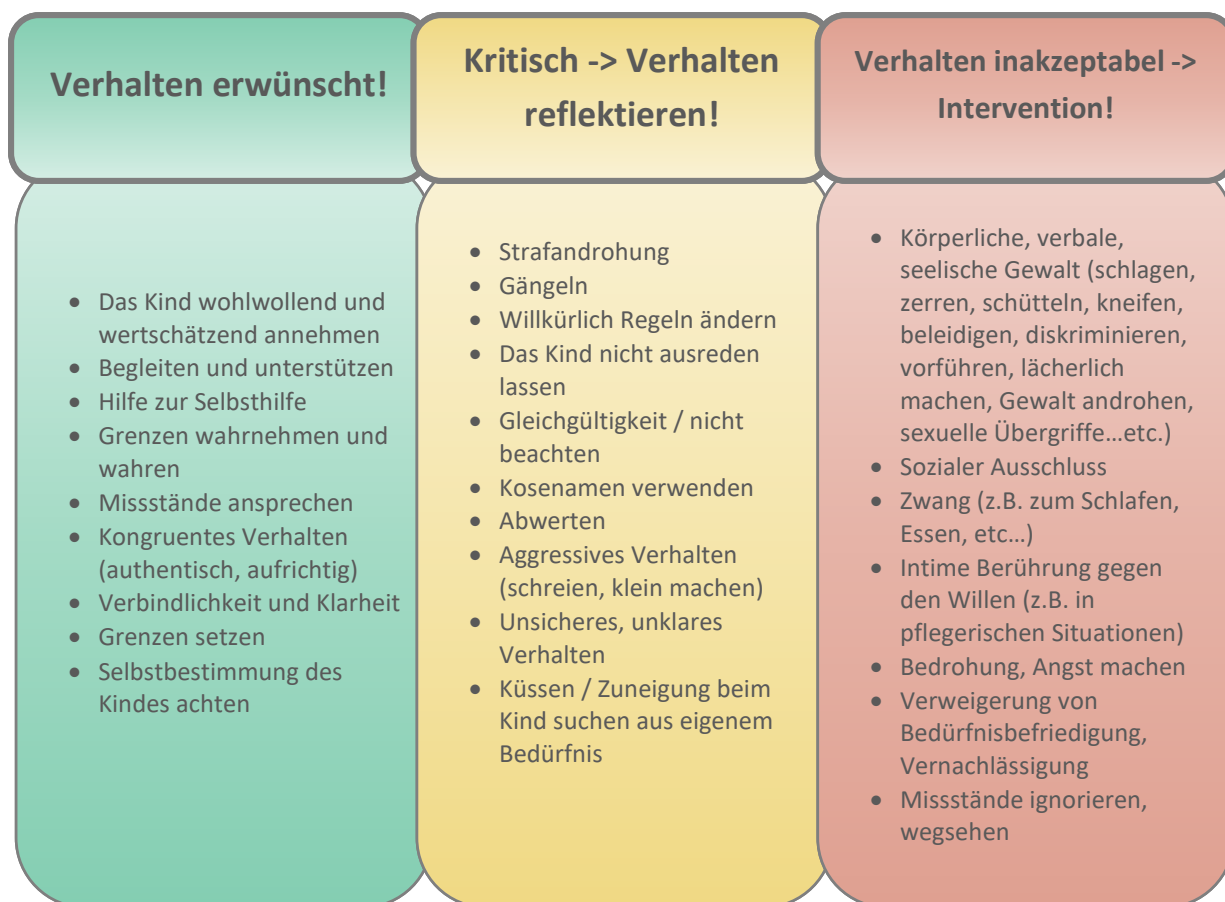 Verhalten erwünscht!
• Das Kind wohlwollend und
wertschätzend annehmen
• Begleiten und unterstützen
• Hilfe zur Selbsthilfe
• Grenzen wahrnehmen und
wahren
• Missstände ansprechen
• Kongruentes Verhalten
(authentisch, aufrichtig)
• Verbindlichkeit und Klarheit
• Grenzen setzen
• Selbstbestimmung des
Kindes achten
Kritisch -> Verhalten
reflektieren!
• Strafandrohung
• Gängeln
• Willkürlich Regeln ändern
• Das Kind nicht ausreden
lassen
• Gleichgültigkeit / nicht
beachten
• Kosenamen verwenden
• Abwerten
• Aggressives Verhalten
(schreien, klein machen)
• Unsicheres, unklares
Verhalten
• Küssen / Zuneigung beim
Kind suchen aus eigenem
Bedürfnis
Verhalten inakzeptabel ->
Intervention!
• Körperliche, verbale,
seelische Gewalt (schlagen,
zerren, schütteln, kneifen,
beleidigen, diskriminieren,
vorführen, lächerlich
machen, Gewalt androhen,
sexuelle Übergriffe…etc.)
• Sozialer Ausschluss
• Zwang (z.B. zum Schlafen,
Essen, etc…)
• Intime Berührung gegen
den Willen (z.B. in
pflegerischen Situationen)
• Bedrohung, Angst machen
• Verweigerung von
Bedürfnisbefriedigung,
Vernachlässigung
• Missstände ignorieren,
wegsehen